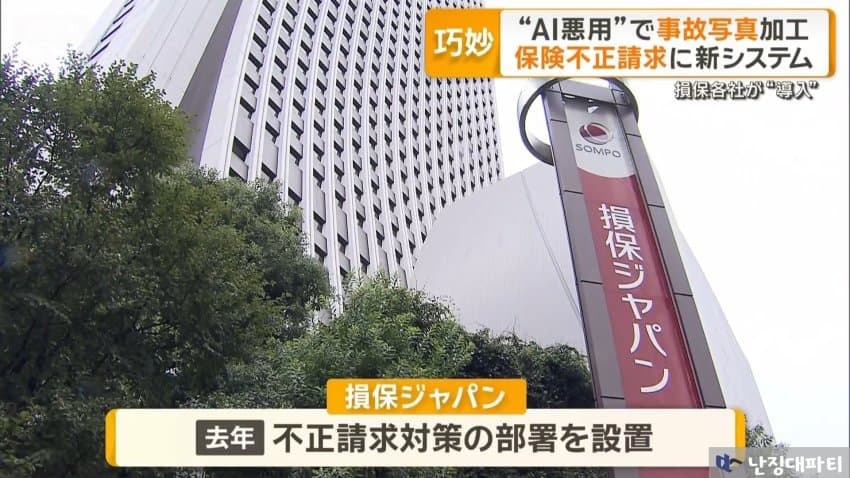 巧妙
“AI悪用”で事故写真加工
保険不正請求に新システム
損保各社が“導入”
SOMPO
損保ジャパン
損保ジャパン
去年 不正請求対策の部署を設置
난징대파티